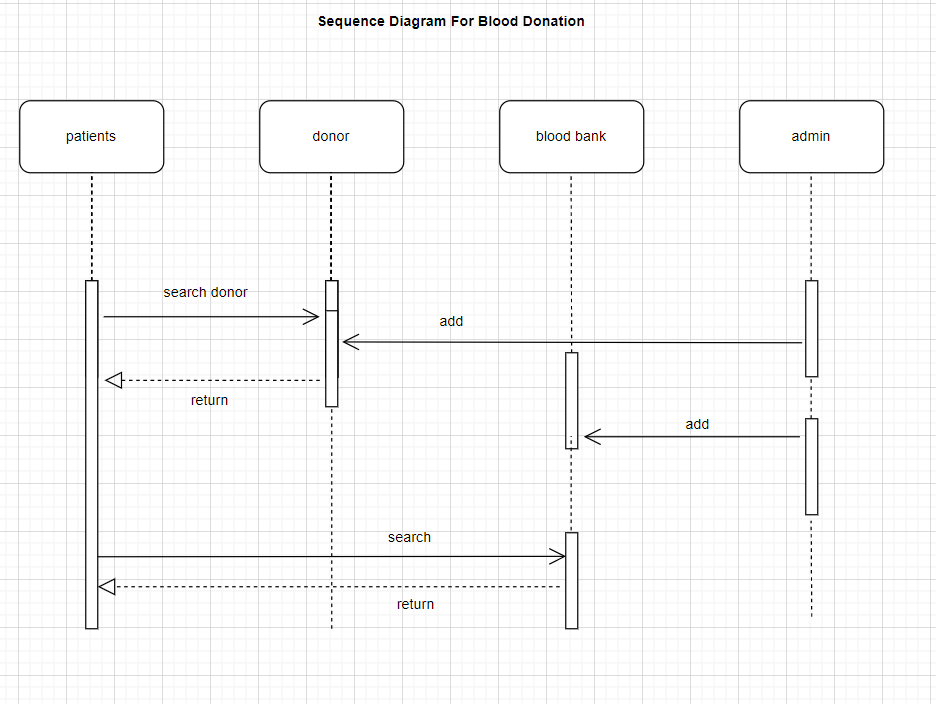 Sequence Diagram For Blood Donation
patients
donor
blood bank
admin
search donor
add
return
add
search
return